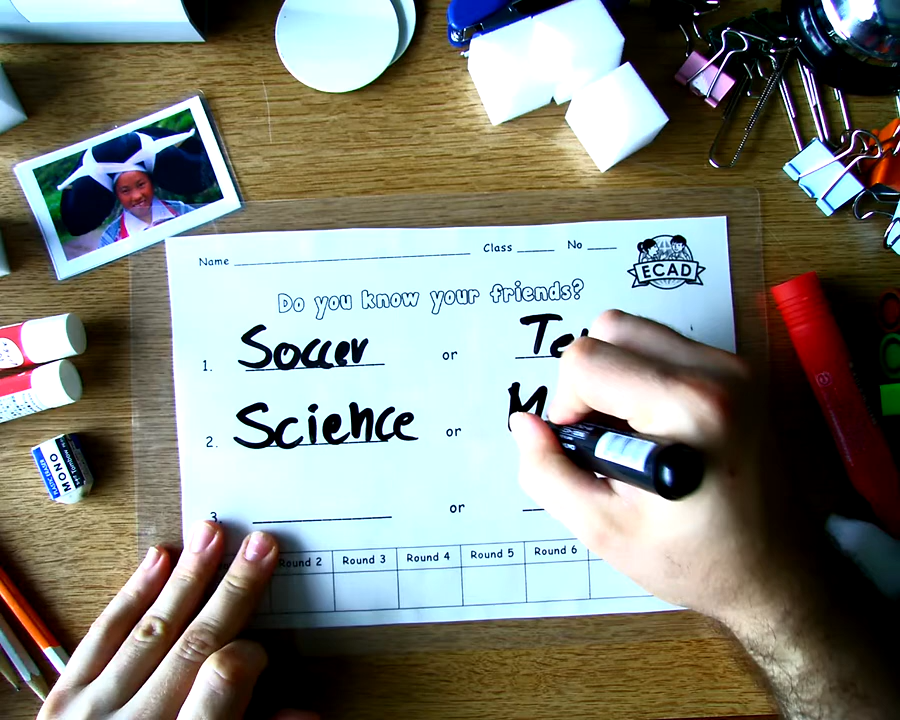 Name Class No
ECAD
Do you know your friends?
1. Soccer or
2. Science or
3. or
Round 2 Round 3 Round 4 Round 5 Round 6
MONO